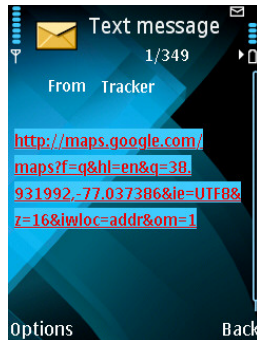 Text message
1/349
From Tracker
http://maps.google.com/
maps?f=q&hl=en&q=38.
931992,-77.037386&ie=UTF8&
z=16&iwloc=addr&om=1
Options Back